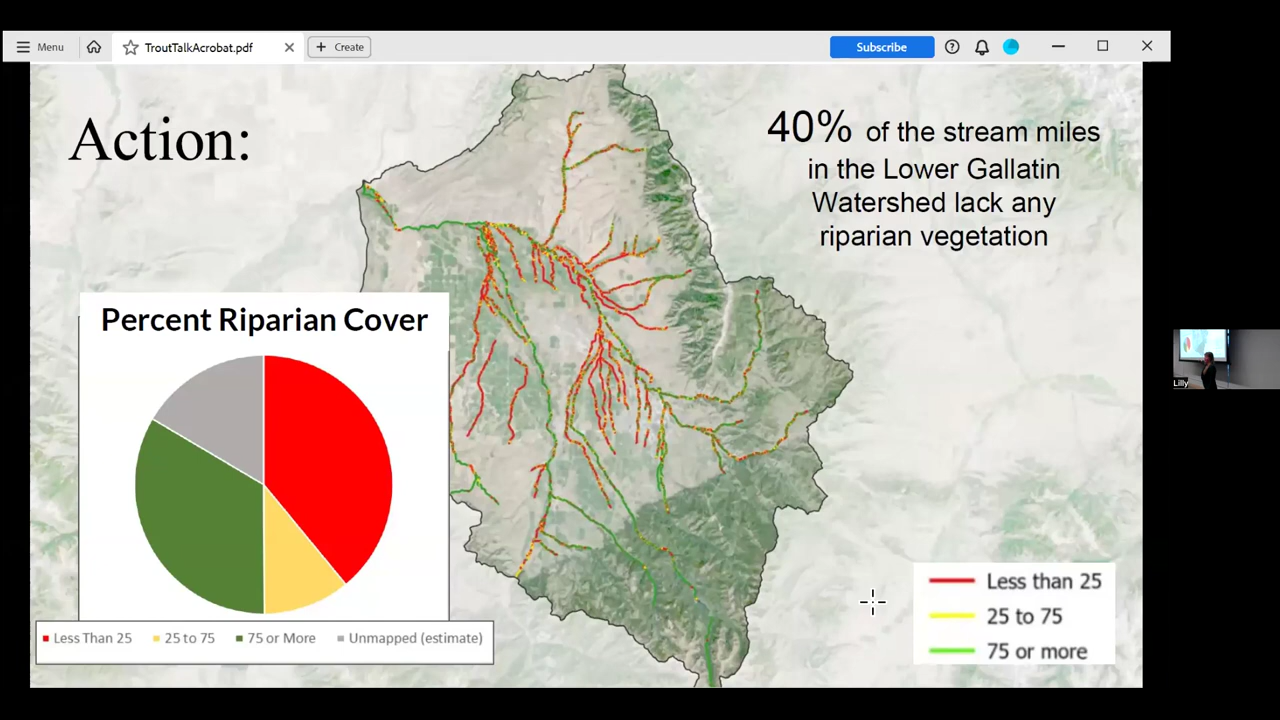 Menu
TroutTalkAcrobat.pdf
Create
Subscribe
Action:
40% of the stream miles
in the Lower Gallatin
Watershed lack any
riparian vegetation
Percent Riparian Cover
Less Than 25
25 to 75
75 or More
Unmapped (estimate)
Less than 25
25 to 75
75 or more
Lilly